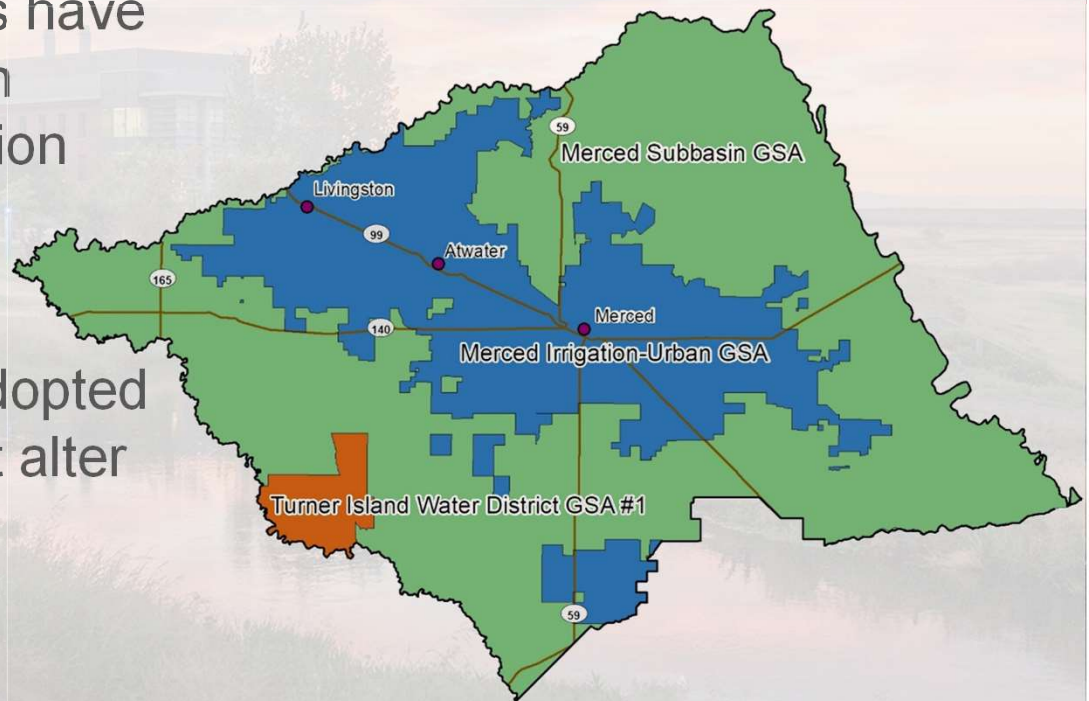 s have
tion
dopted
t alter
59
Merced Subbasin GSA
Livingston
99
Atwater
165
Merced
140
Merced Irrigation-Urban GSA
Turner Island Water District GSA #1
59